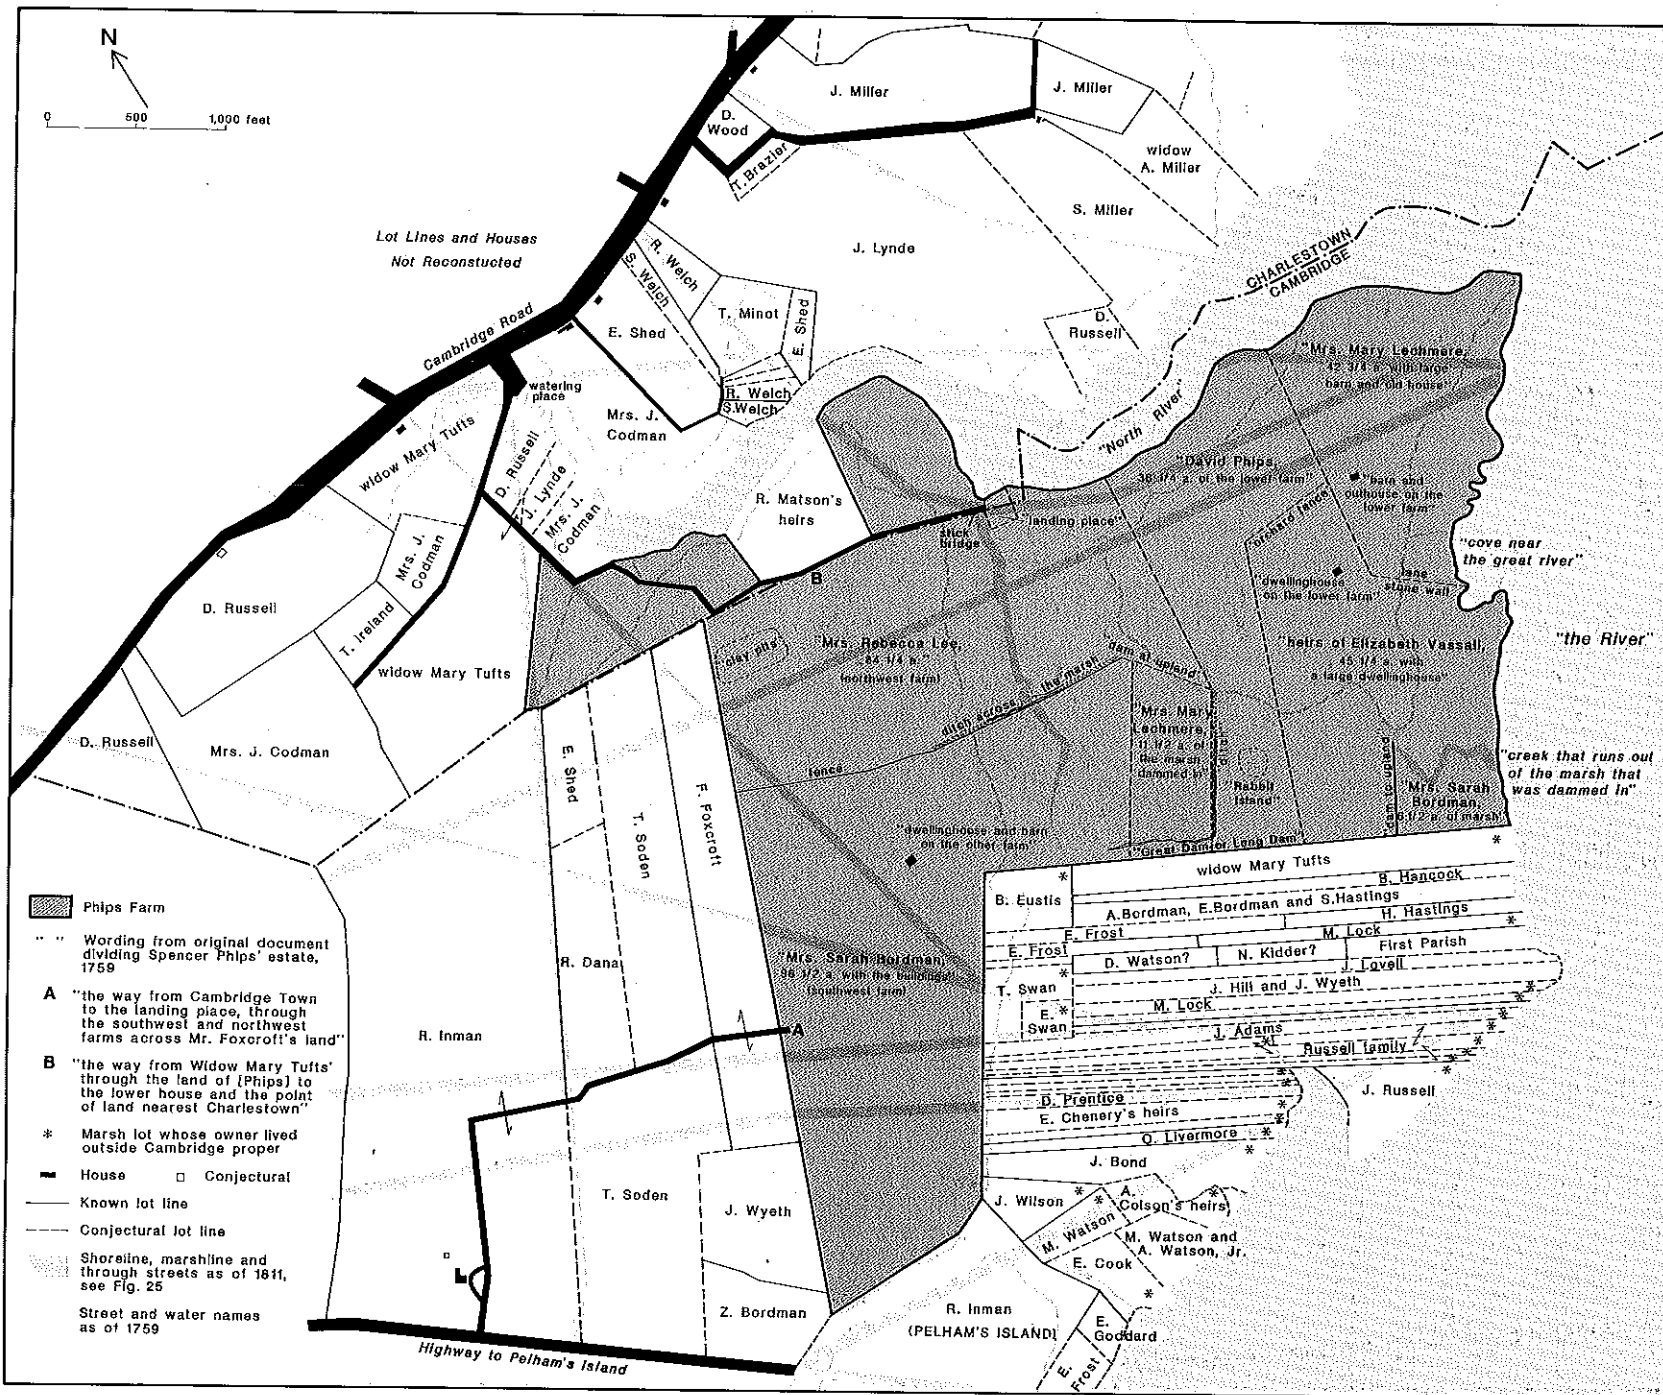 N
0 500 1,000 feet
Lot Lines and Houses
Not Reconstucted
Cambridge Road
J. Miller
J. Miller
D.
Wood
T. Brazier
widow
A. Miller
S. Miller
J. Lynde
R. Welch
S. Welch
T. Minot
E. Shed
E. Shed
D.
Russell
CHARLESTOWN
CAMBRIDGE
watering
place
R. Welch
S. Welch
Mrs. J.
Codman
widow Mary Tufts
D. Russell
J. Lynde
Mrs. J.
Codman
R. Matson's
heirs
"North River"
"Mrs. Mary Lechmere,
42 3/4 a. with large
barn and old house"
"David Phips,
36 1/4 a. of the lower farm"
"barn and
outhouse on the
lower farm"
"landing place"
stick
bridge
orchard fence
"cove near
the great river"
Mrs. J.
Codman
D. Russell
T. Ireland
widow Mary Tufts
B
"dwellinghouse
on the lower farm"
lane
stone wall
"clay pits"
"Mrs. Rebecca Lee,
84 1/4 a."
(northwest farm)
"dam at upland"
"heirs of Elizabeth Vassall,
45 1/4 a. with
a large dwellinghouse"
"the River"
ditch across the marsh
fence
"Mrs. Mary
Lechmere,
11 1/2 a. of
the marsh
dammed in"
"Rabbit
Island"
"Mrs. Sarah
Bordman,
6 1/2 a. of marsh"
"creek that runs out
of the marsh that
was dammed in"
D. Russell
Mrs. J. Codman
E. Shed
T. Soden
F. Foxcroft
"dwellinghouse and barn
on the other farm"
"Great Dam or Long Dam"
widow Mary Tufts
B. Eustis
B. Hancock
A.Bordman, E.Bordman and S.Hastings
H. Hastings
E. Frost
M. Lock
E. Frost
D. Watson?
N. Kidder?
First Parish
J. Lovell
T. Swan
J. Hill and J. Wyeth
M. Lock
E.
Swan
J. Adams
Russell family
J. Russell
D. Prentice
E. Chenery's heirs
O. Livermore
J. Bond
R. Dana
R. Inman
"Mrs. Sarah Bordman,
96 1/2 a. with the buildings"
(southwest farm)
A
T. Soden
J. Wyeth
Z. Bordman
J. Wilson
A.
Colson's heirs
M. Watson
M. Watson and
A. Watson, Jr.
E. Cook
R. Inman
(PELHAM'S ISLAND)
E.
Goddard
E.
Frost
Highway to Pelham's Island
Phips Farm
" " Wording from original document
dividing Spencer Phips' estate,
1759
A "the way from Cambridge Town
to the landing place, through
the southwest and northwest
farms across Mr. Foxcroft's land"
B "the way from Widow Mary Tufts'
through the land of [Phips] to
the lower house and the point
of land nearest Charlestown"
* Marsh lot whose owner lived
outside Cambridge proper
House Conjectural
Known lot line
Conjectural lot line
Shoreline, marshline and
through streets as of 1811,
see Fig. 25
Street and water names
as of 1759